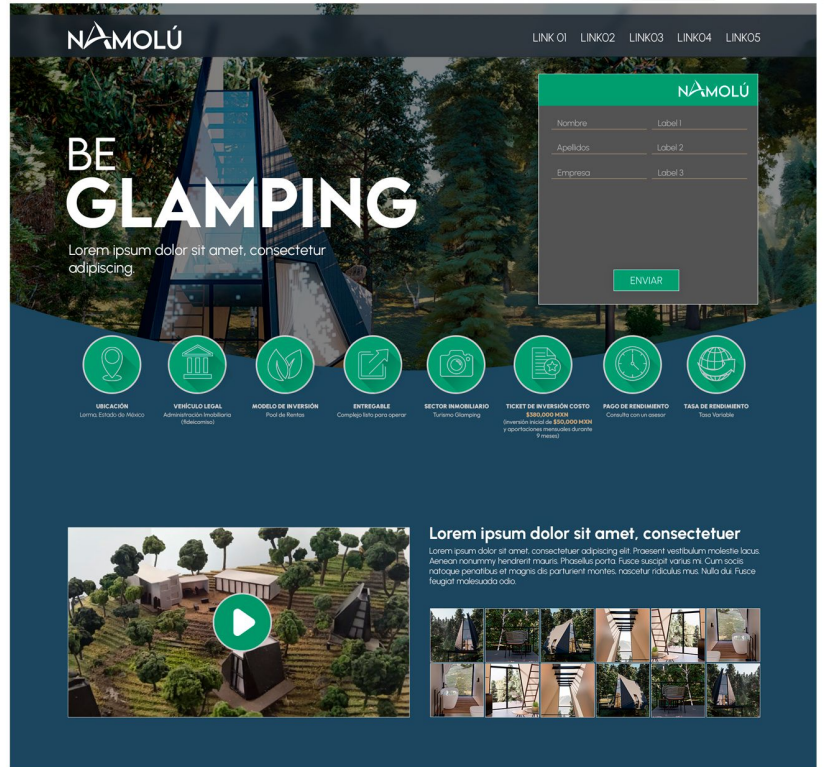 NAMOLÚ
LINK 01 LINK02 LINK03 LINK04 LINK05
NAMOLÚ
Nombre Label 1
Apellidos Label 2
Empresa Label 3
ENVIAR
BE
GLAMPING
Lorem ipsum dolor sit amet, consectetur
adipiscing.
UBICACIÓN
Lerma, Estado de México
VEHÍCULO LEGAL
Administración Inmobiliaria
(fideicomiso)
MODELO DE INVERSIÓN
Pool de Rentas
ENTREGABLE
Complejo listo para operar
SECTOR INMOBILIARIO
Turismo Glamping
TICKET DE INVERSIÓN COSTO
$380,000 MXN
(inversión inicial de $50,000 MXN
y aportaciones mensuales durante
9 meses)
PAGO DE RENDIMIENTO
Consulta con un asesor
TASA DE RENDIMIENTO
Tasa Variable
Lorem ipsum dolor sit amet, consectetuer
Lorem ipsum dolor sit amet, consectetuer adipiscing elit. Praesent vestibulum molestie lacus.
Aenean nonummy hendrerit mauris. Phasellus porta. Fusce suscipit varius mi. Cum sociis
natoque penatibus et magnis dis parturient montes, nascetur ridiculus mus. Nulla dui. Fusce
feugiat malesuada odio.